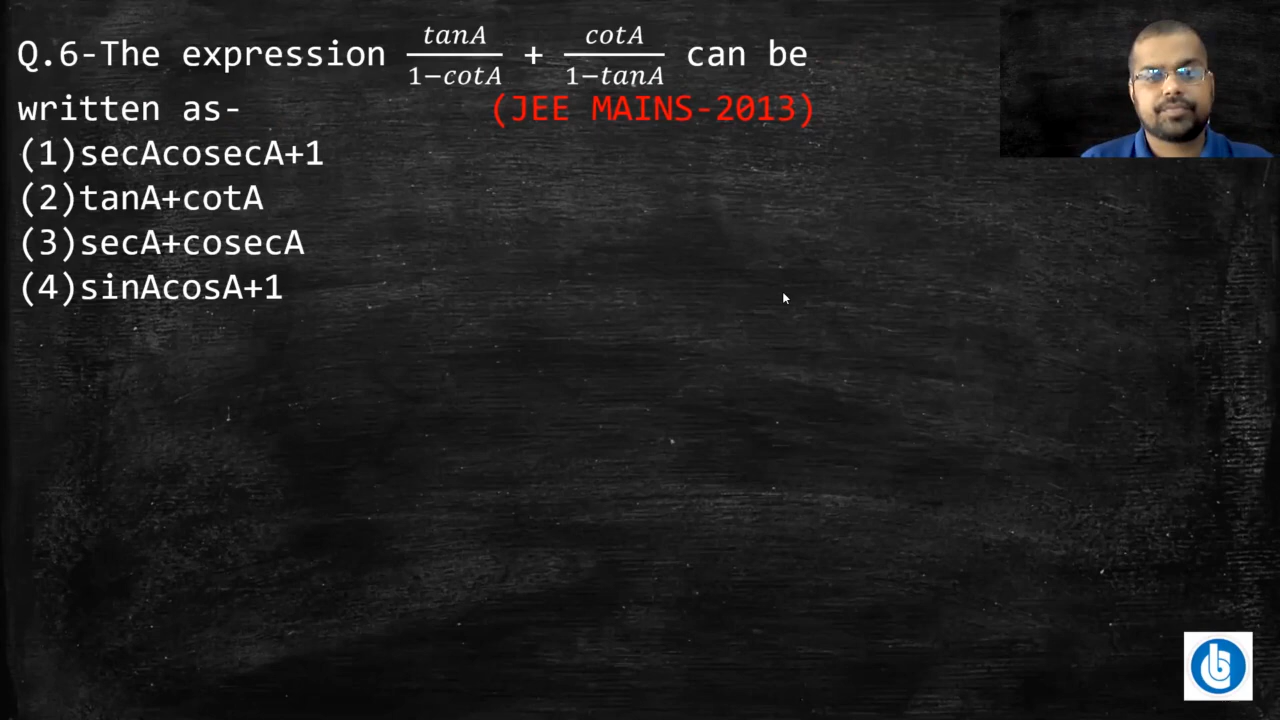 Q.6-The expression tanA/1−cotA + cotA/1−tanA can be
written as- (JEE MAINS-2013)
(1)secAcosecA+1
(2)tanA+cotA
(3)secA+cosecA
(4)sinAcosA+1